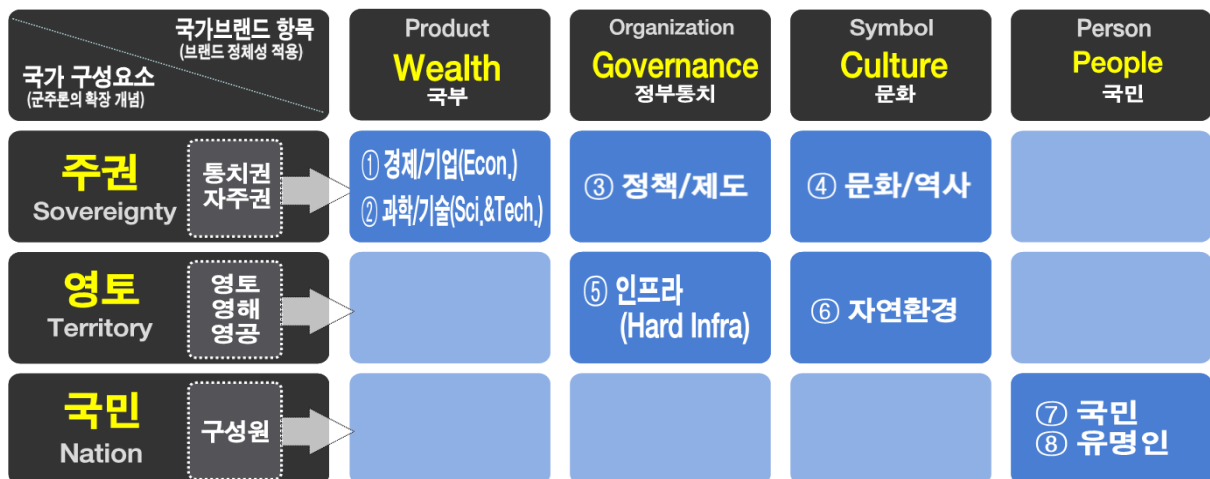 국가브랜드 항목
(브랜드 정체성 적용)
국가 구성요소
(군주론의 확장 개념)
Product
Wealth
국부
Organization
Governance
정부통치
Symbol
Culture
문화
Person
People
국민
주권
Sovereignty
통치권
자주권
① 경제/기업(Econ.)
② 과학/기술(Sci.&Tech.)
③ 정책/제도
④ 문화/역사
영토
Territory
영토
영해
영공
⑤ 인프라
(Hard Infra)
⑥ 자연환경
국민
Nation
구성원
⑦ 국민
⑧ 유명인